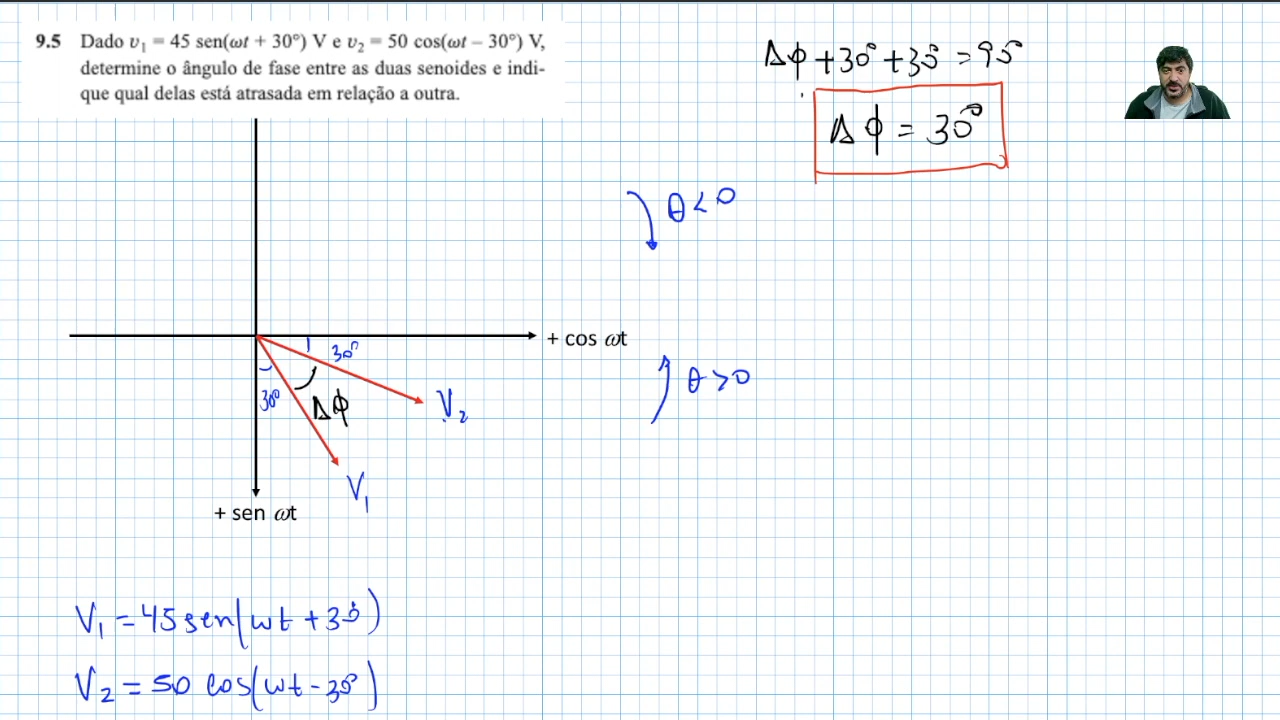 9.5 Dado v₁ = 45 sen(ωt + 30°) V e v₂ = 50 cos(ωt – 30°) V,
determine o ângulo de fase entre as duas senoides e indi-
que qual delas está atrasada em relação a outra.
Δϕ + 30° + 30° = 90°
Δϕ = 30°
θ < 0
+ cos ωt
30°
θ > 0
30°
Δϕ
V₂
V₁
+ sen ωt
V₁ = 45 sen(ωt + 30°)
V₂ = 50 cos(ωt - 30°)